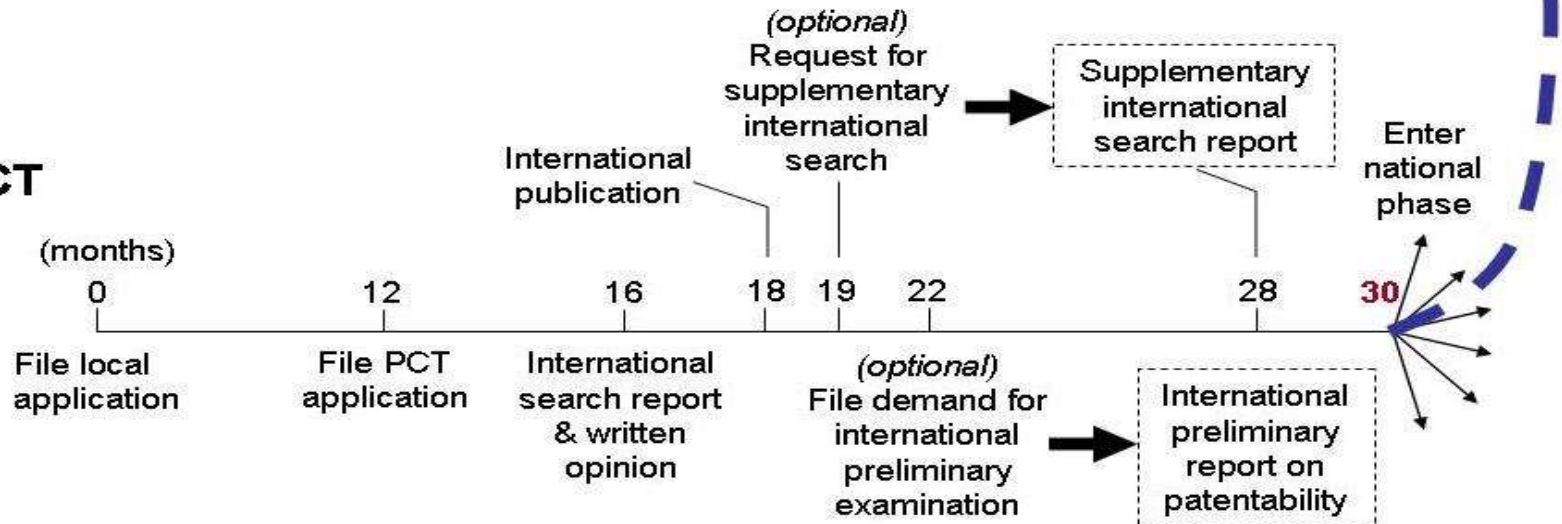 (optional)
Request for
supplementary
international
search
Supplementary
international
search report
Enter
national
phase
International
publication
CT
(months)
0 12 16 18 19 22 28 30
File local
application
File PCT
application
International
search report
& written
opinion
(optional)
File demand for
international
preliminary
examination
International
preliminary
report on
patentability